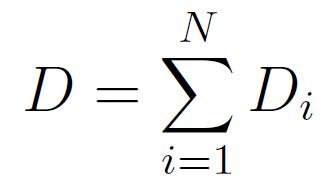 D = \sum_{i=1}^{N} D_i